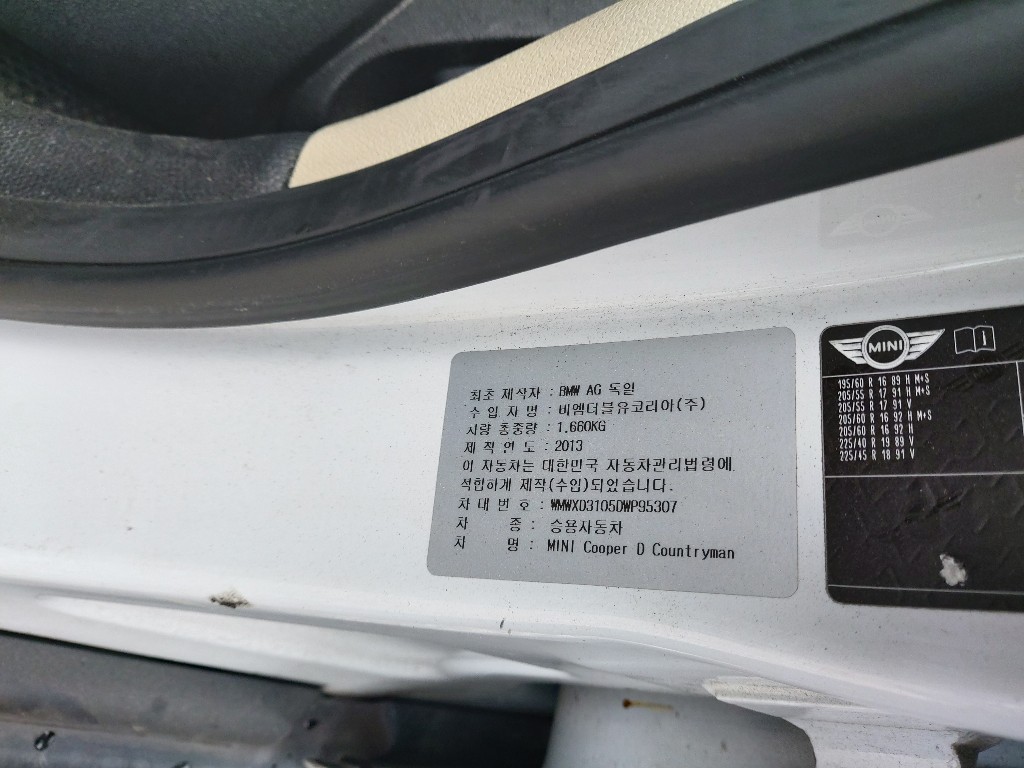 최초 제작자 : BMW AG 독일
수 입 자 명 : 비엠더블유코리아(주)
차량 총중량 : 1,660KG
제 작 연 도 : 2013
이 자동차는 대한민국 자동차관리법령에
적합하게 제작(수입)되었습니다.
차 대 번 호 : WMWXD3105DWP95307
차 종 : 승용자동차
차 명 : MINI Cooper D Countryman
MINI
195/60 R 16 89 H M+S
205/55 R 17 91 H M+S
205/55 R 17 91 V
205/60 R 16 92 H M+S
205/60 R 16 92 H
225/40 R 19 89 V
225/45 R 18 91 V